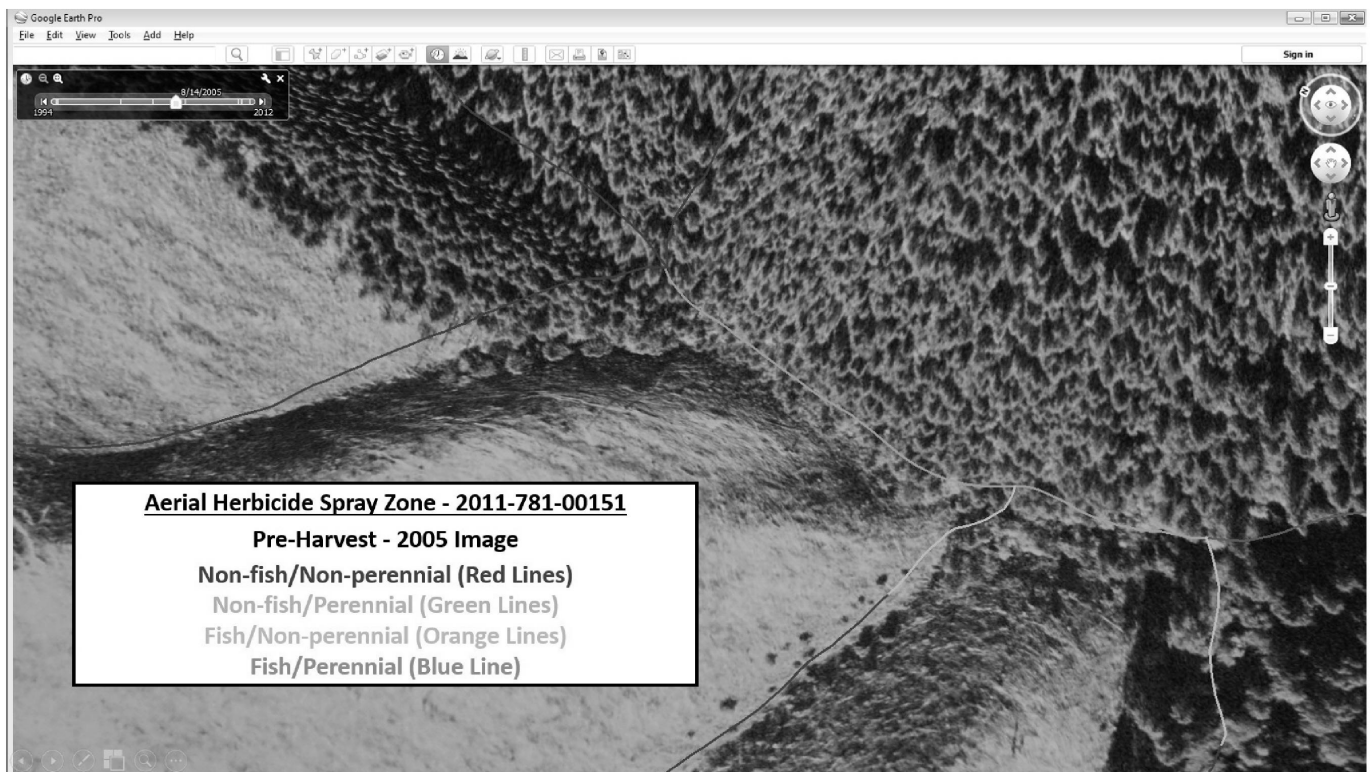 Google Earth Pro
File Edit View Tools Add Help
Sign in
8/14/2005
1994 2012
N
Aerial Herbicide Spray Zone - 2011-781-00151
Pre-Harvest - 2005 Image
Non-fish/Non-perennial (Red Lines)
Non-fish/Perennial (Green Lines)
Fish/Non-perennial (Orange Lines)
Fish/Perennial (Blue Line)